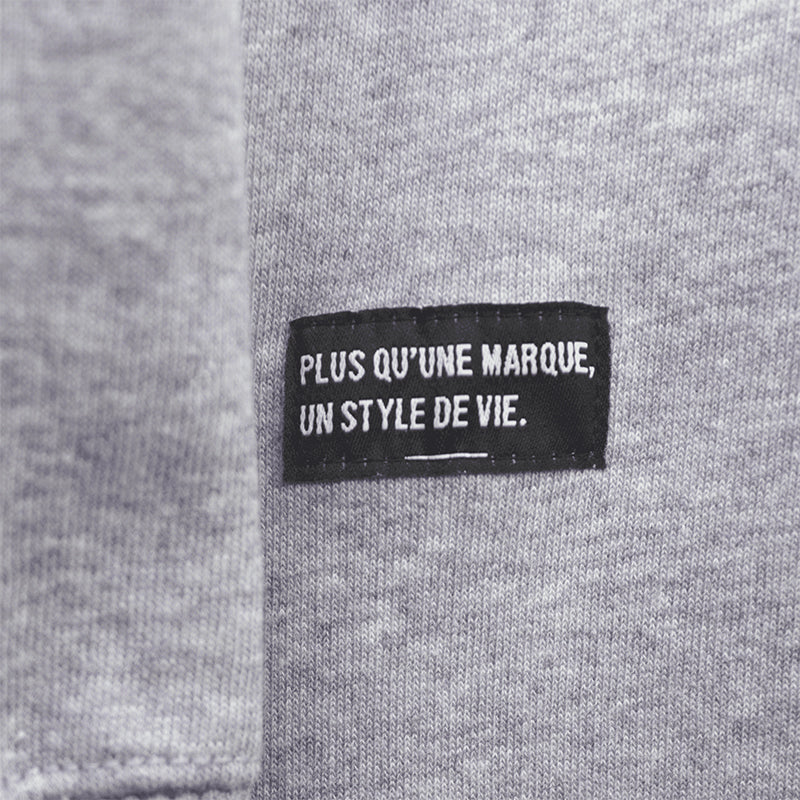 PLUS QU'UNE MARQUE,
UN STYLE DE VIE.